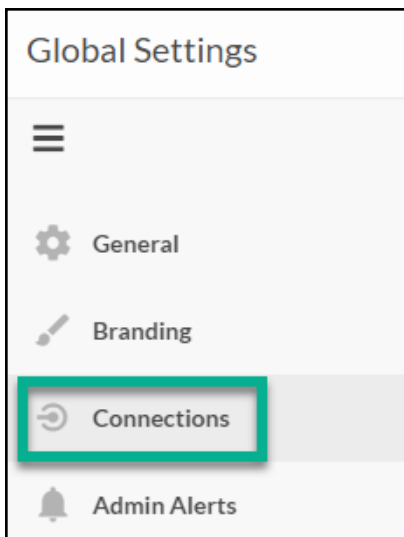 Global Settings
General
Branding
Connections
Admin Alerts